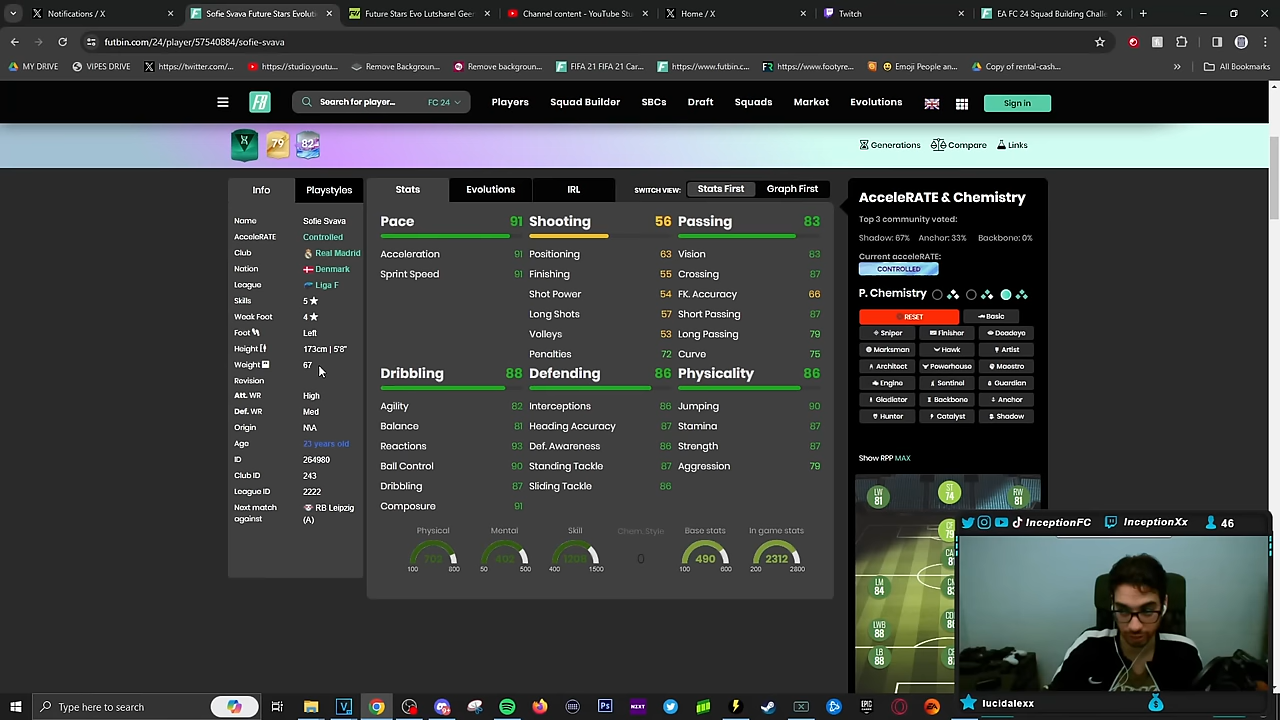 Notifications / X
Sofie Svava Future Stars Evoluti
Future Stars Evo Lutsharel Geer
Channel content - YouTube Stu
Home / X
Twitch
EA FC 24 Squad Building Challe
futbin.com/24/player/57540884/sofie-svava
MY DRIVE
VIPES DRIVE
https://twitter.com/...
https://studio.youtu...
Remove Backgroun...
Remove backgroun...
FIFA 21 FIFA 21 Car...
https://www.futbin.c...
https://www.footyre...
Emoji People an...
Copy of rental-cash...
All Bookmarks
Search for player...
FC 24
Players
Squad Builder
SBCs
Draft
Squads
Market
Evolutions
Sign in
79
82
Generations
Compare
Links
Info
Playstyles
Name Sofie Svava
AcceleRATE Controlled
Club Real Madrid
Nation Denmark
League Liga F
Skills 5
Weak Foot 4
Foot Left
Height 173cm | 5'8"
Weight 67
Revision
Att. WR High
Def. WR Med
Origin N\A
Age 23 years old
ID 264980
Club ID 243
League ID 2222
Next match against RB Leipzig (A)
Stats
Evolutions
IRL
SWITCH VIEW:
Stats First
Graph First
Pace 91
Acceleration 91
Sprint Speed 91
Shooting 56
Positioning 63
Finishing 55
Shot Power 54
Long Shots 57
Volleys 53
Penalties 72
Passing 83
Vision 83
Crossing 87
FK. Accuracy 66
Short Passing 87
Long Passing 79
Curve 75
Dribbling 88
Agility 82
Balance 81
Reactions 93
Ball Control 90
Dribbling 87
Composure 91
Defending 86
Interceptions 86
Heading Accuracy 87
Def. Awareness 86
Standing Tackle 87
Sliding Tackle 86
Physicality 86
Jumping 90
Stamina 87
Strength 87
Aggression 79
Physical
100 800
Mental
50 500
Skill
400 1500
Chem. Style
0
Base stats
490
100 600
In game stats
2312
200 2800
AcceleRATE & Chemistry
Top 3 community voted:
Shadow: 67% Anchor: 33% Backbone: 0%
Current acceleRATE:
CONTROLLED
P. Chemistry
RESET
Basic
Sniper
Finisher
Deadeye
Marksman
Hawk
Artist
Architect
Powerhouse
Maestro
Engine
Sentinel
Guardian
Gladiator
Backbone
Anchor
Hunter
Catalyst
Shadow
Show RPP MAX
LW 81
ST 74
RW 81
LM 84
LWB 88
LB 88
InceptionFC
InceptionXx
46
lucidalexx
Type here to search
NZXT
EPIC
EA